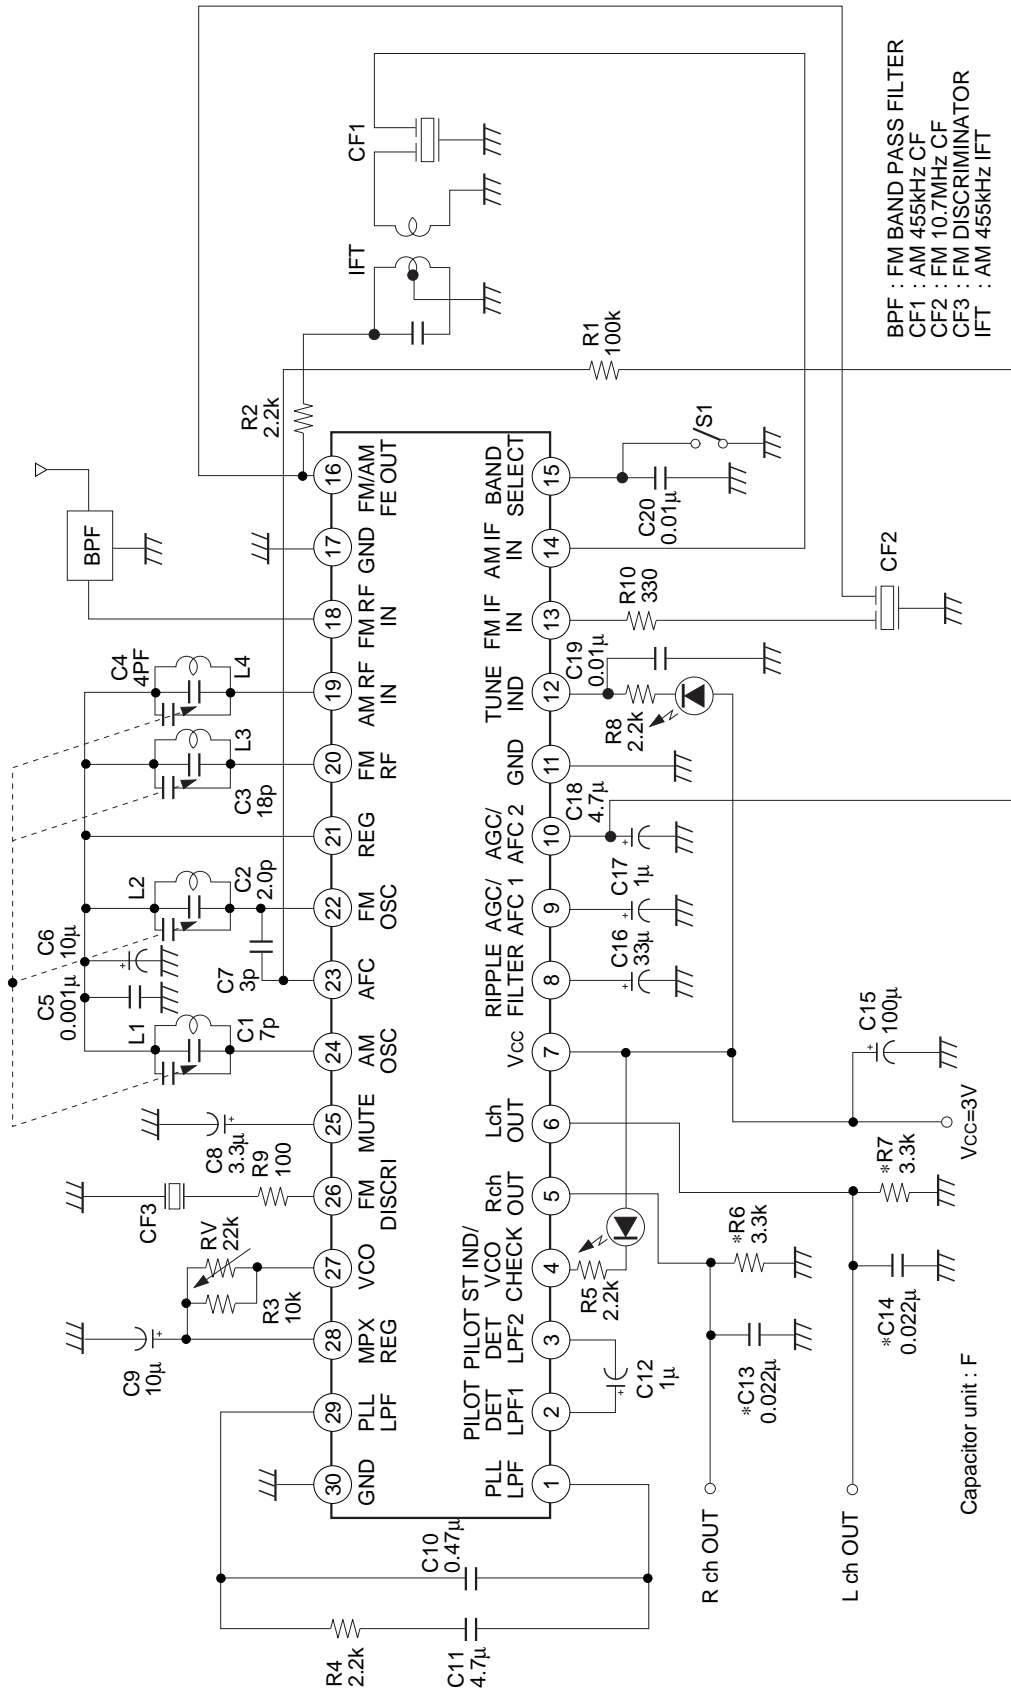 BPF
CF1
IFT
BPF : FM BAND PASS FILTER
CF1 : AM 455kHz CF
CF2 : FM 10.7MHz CF
CF3 : FM DISCRIMINATOR
IFT : AM 455kHz IFT
R4
2.2k
C11
4.7μ
C10
0.47μ
C9
10μ
RV
22k
R3
10k
CF3
R9
100
C8
3.3μ
L1
C1
7p
C5
0.001μ
C6
10μ
C7
3p
L2
C2
2.0p
C3
18p
L3
C4
4PF
L4
R2
2.2k
R1
100k
30
GND
29
PLL
LPF
28
MPX
REG
27
VCO
26
FM
DISCRI
25
MUTE
24
AM
OSC
23
AFC
22
FM
OSC
21
REG
20
FM
RF
19
AM RF
IN
18
FM RF
IN
17
GND
16
FM/AM
FE OUT
PLL
LPF
1
PILOT
DET
LPF1
2
PILOT
DET
LPF2
3
ST IND/
VCO
CHECK
4
Rch
OUT
5
Lch
OUT
6
Vcc
7
RIPPLE
FILTER
8
AGC/
AFC 1
9
AGC/
AFC 2
10
GND
11
TUNE
IND
12
FM IF
IN
13
AM IF
IN
14
BAND
SELECT
15
C12
1μ
R5
2.2k
C16
33μ
C17
1μ
C18
4.7μ
R8
2.2k
C19
0.01μ
R10
330
C20
0.01μ
S1
CF2
*C13
0.022μ
*R6
3.3k
*C14
0.022μ
*R7
3.3k
C15
100μ
Vcc=3V
R ch OUT
L ch OUT
Capacitor unit : F